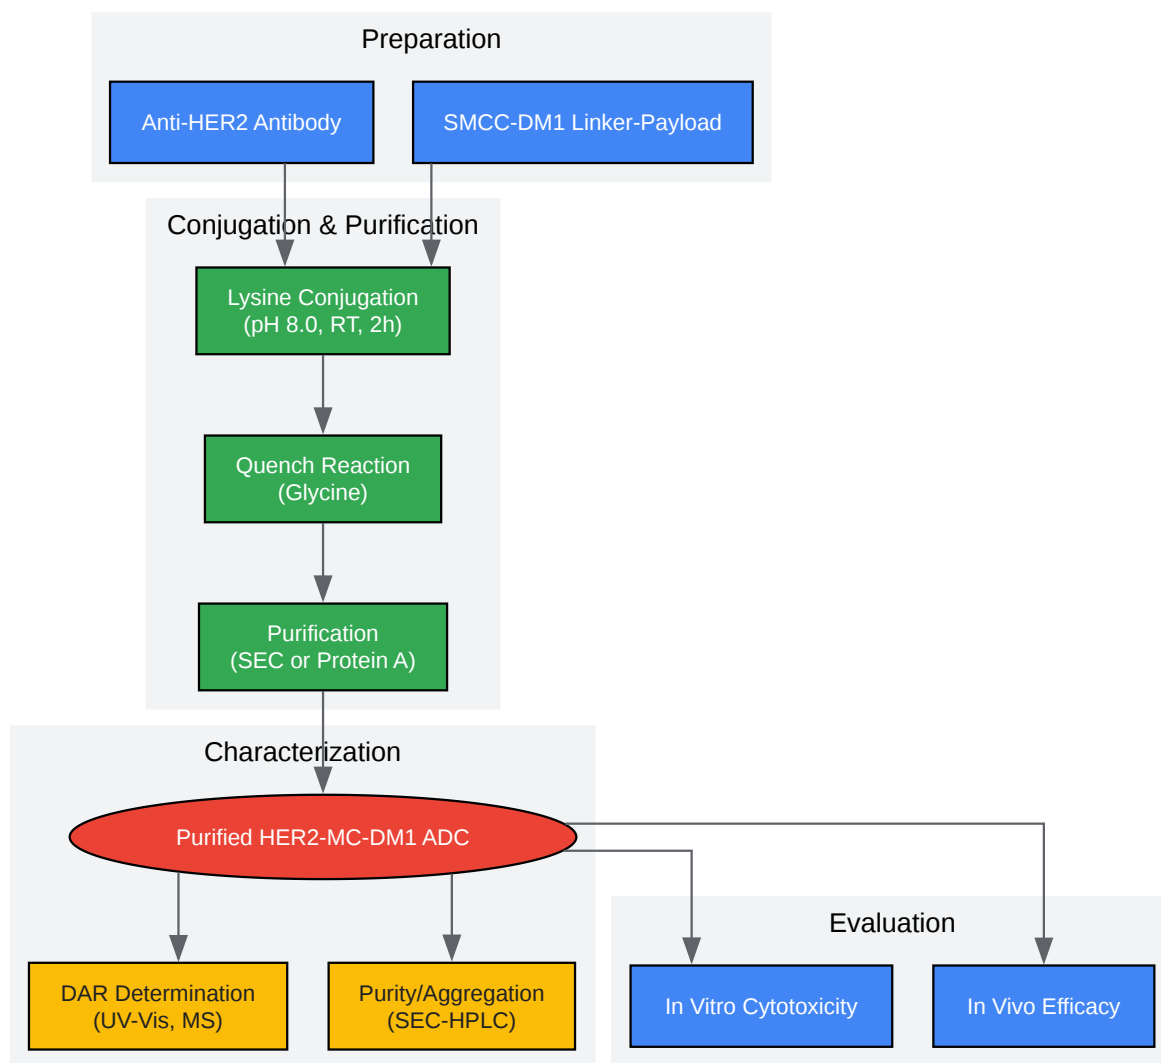 Preparation
Anti-HER2 Antibody
SMCC-DM1 Linker-Payload
Conjugation & Purification
Lysine Conjugation
(pH 8.0, RT, 2h)
Quench Reaction
(Glycine)
Purification
(SEC or Protein A)
Characterization
Purified HER2-MC-DM1 ADC
DAR Determination
(UV-Vis, MS)
Purity/Aggregation
(SEC-HPLC)
Evaluation
In Vitro Cytotoxicity
In Vivo Efficacy